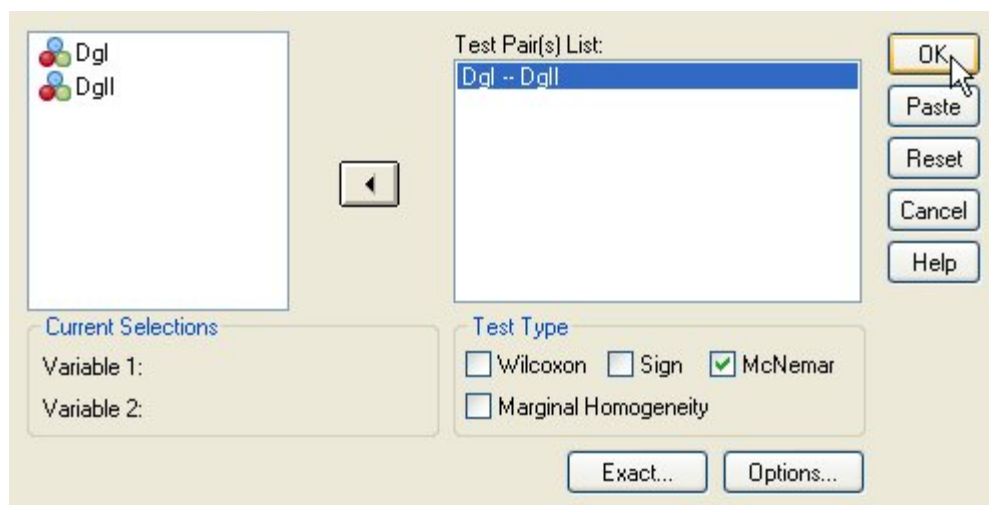 DgI
DgII
Test Pair(s) List:
DgI -- DgII
OK
Paste
Reset
Cancel
Help
Current Selections
Variable 1:
Variable 2:
Test Type
Wilcoxon Sign McNemar
Marginal Homogeneity
Exact... Options...